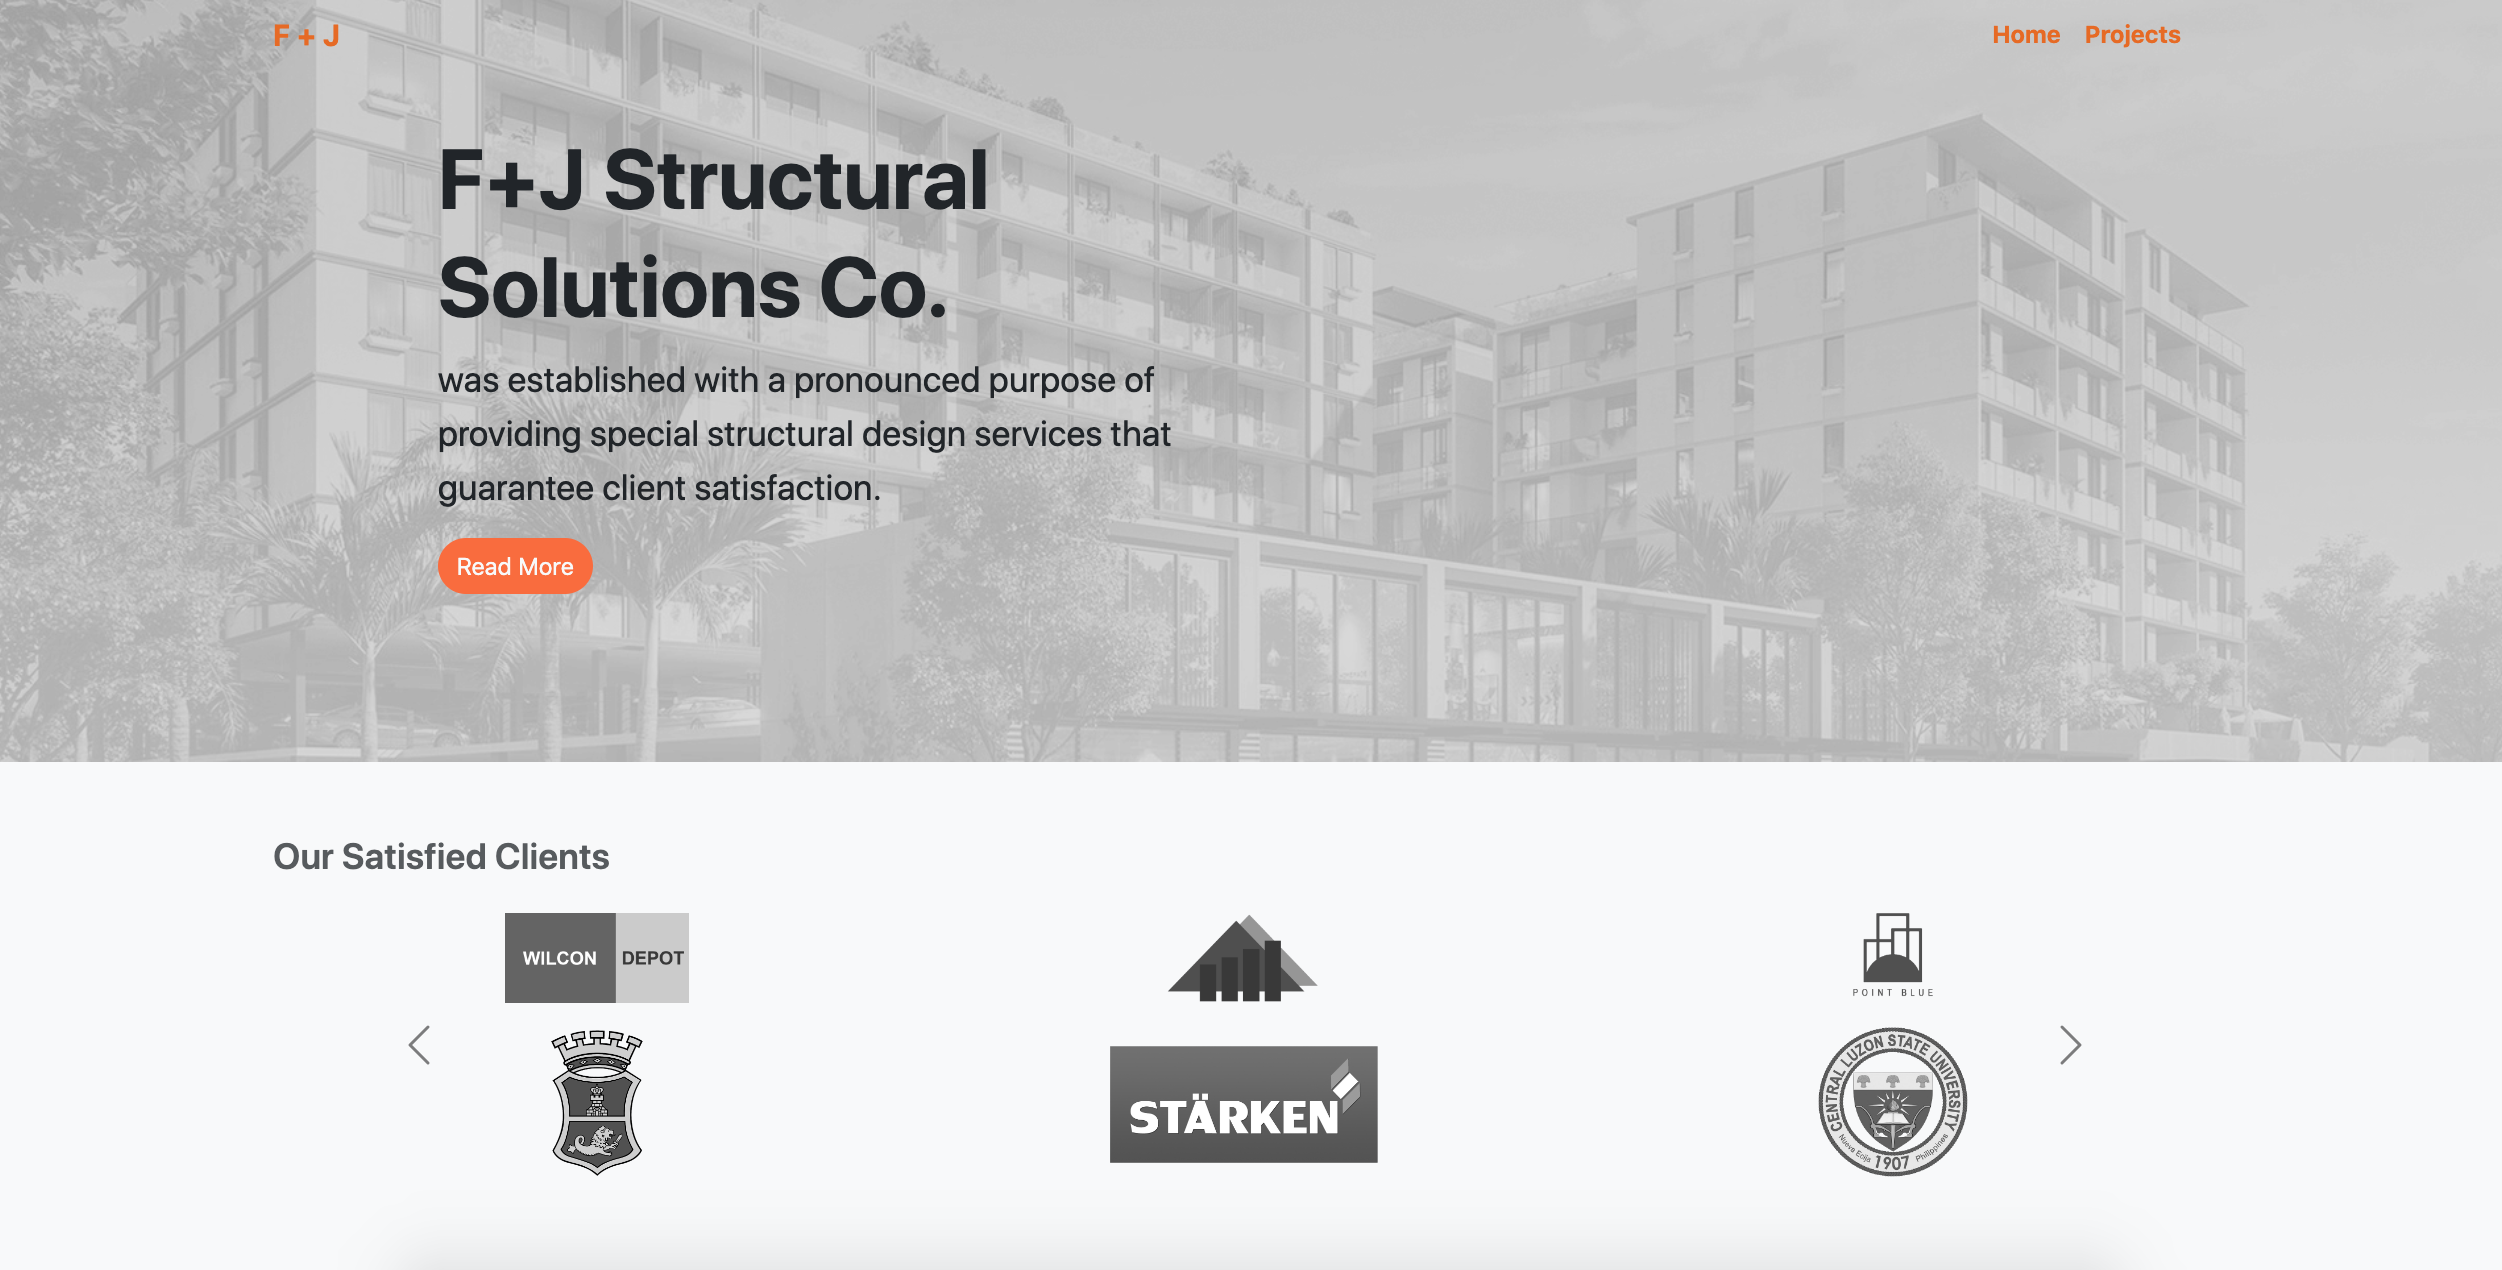 F + J
Home Projects
F+J Structural
Solutions Co.
was established with a pronounced purpose of
providing special structural design services that
guarantee client satisfaction.
Read More
Our Satisfied Clients
WILCON DEPOT
POINT BLUE
STÄRKEN
CENTRAL LUZON STATE UNIVERSITY
Nueva Ecija 1907 Philippines